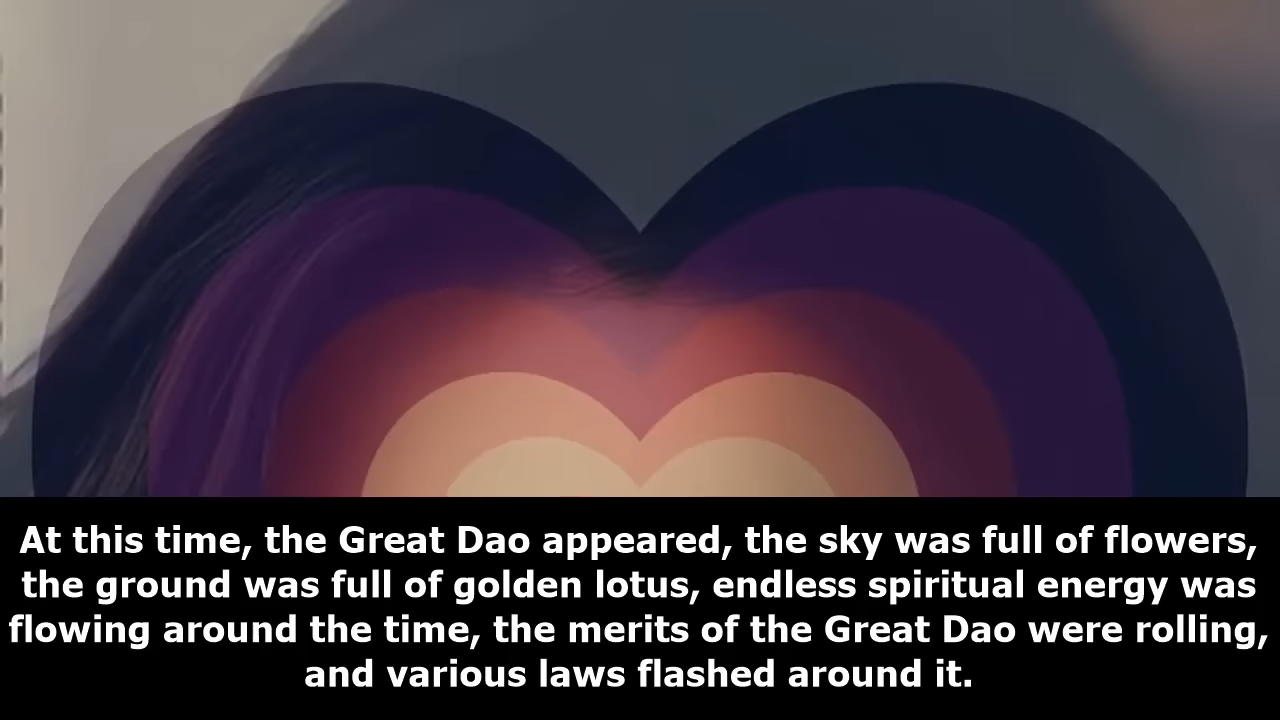 At this time, the Great Dao appeared, the sky was full of flowers,
the ground was full of golden lotus, endless spiritual energy was
flowing around the time, the merits of the Great Dao were rolling,
and various laws flashed around it.